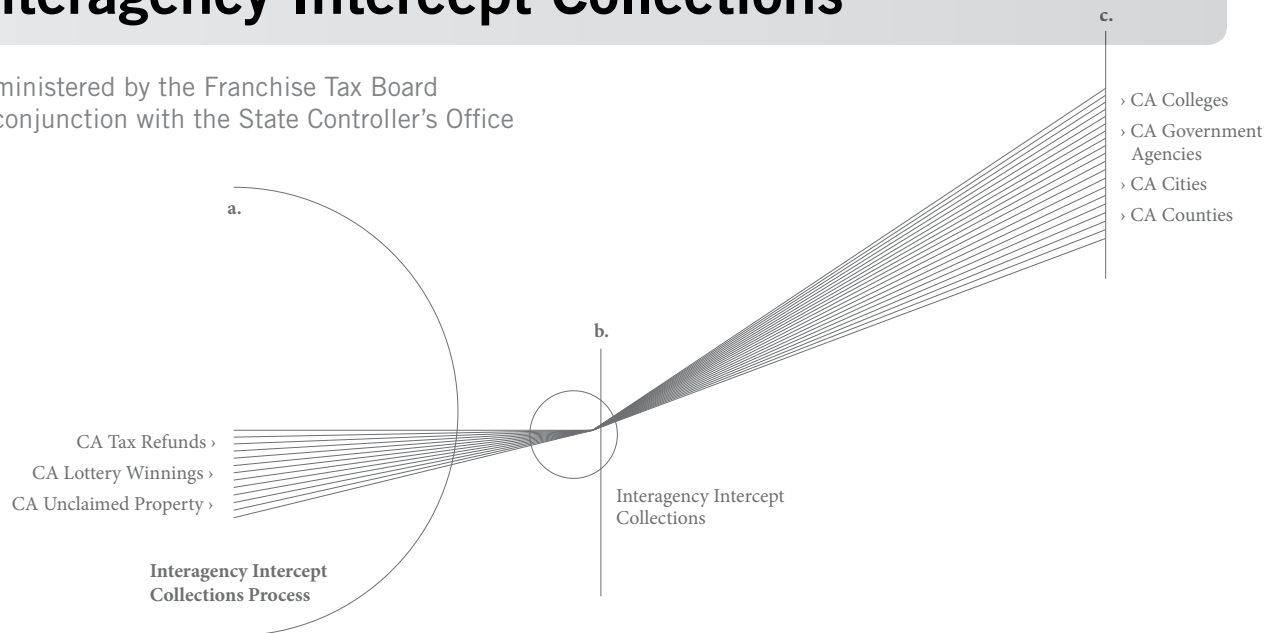 nteragency Intercept Collections
c.
ministered by the Franchise Tax Board
conjunction with the State Controller's Office
› CA Colleges
› CA Government
Agencies
› CA Cities
› CA Counties
a.
b.
CA Tax Refunds ›
CA Lottery Winnings ›
CA Unclaimed Property ›
Interagency Intercept
Collections
Interagency Intercept
Collections Process